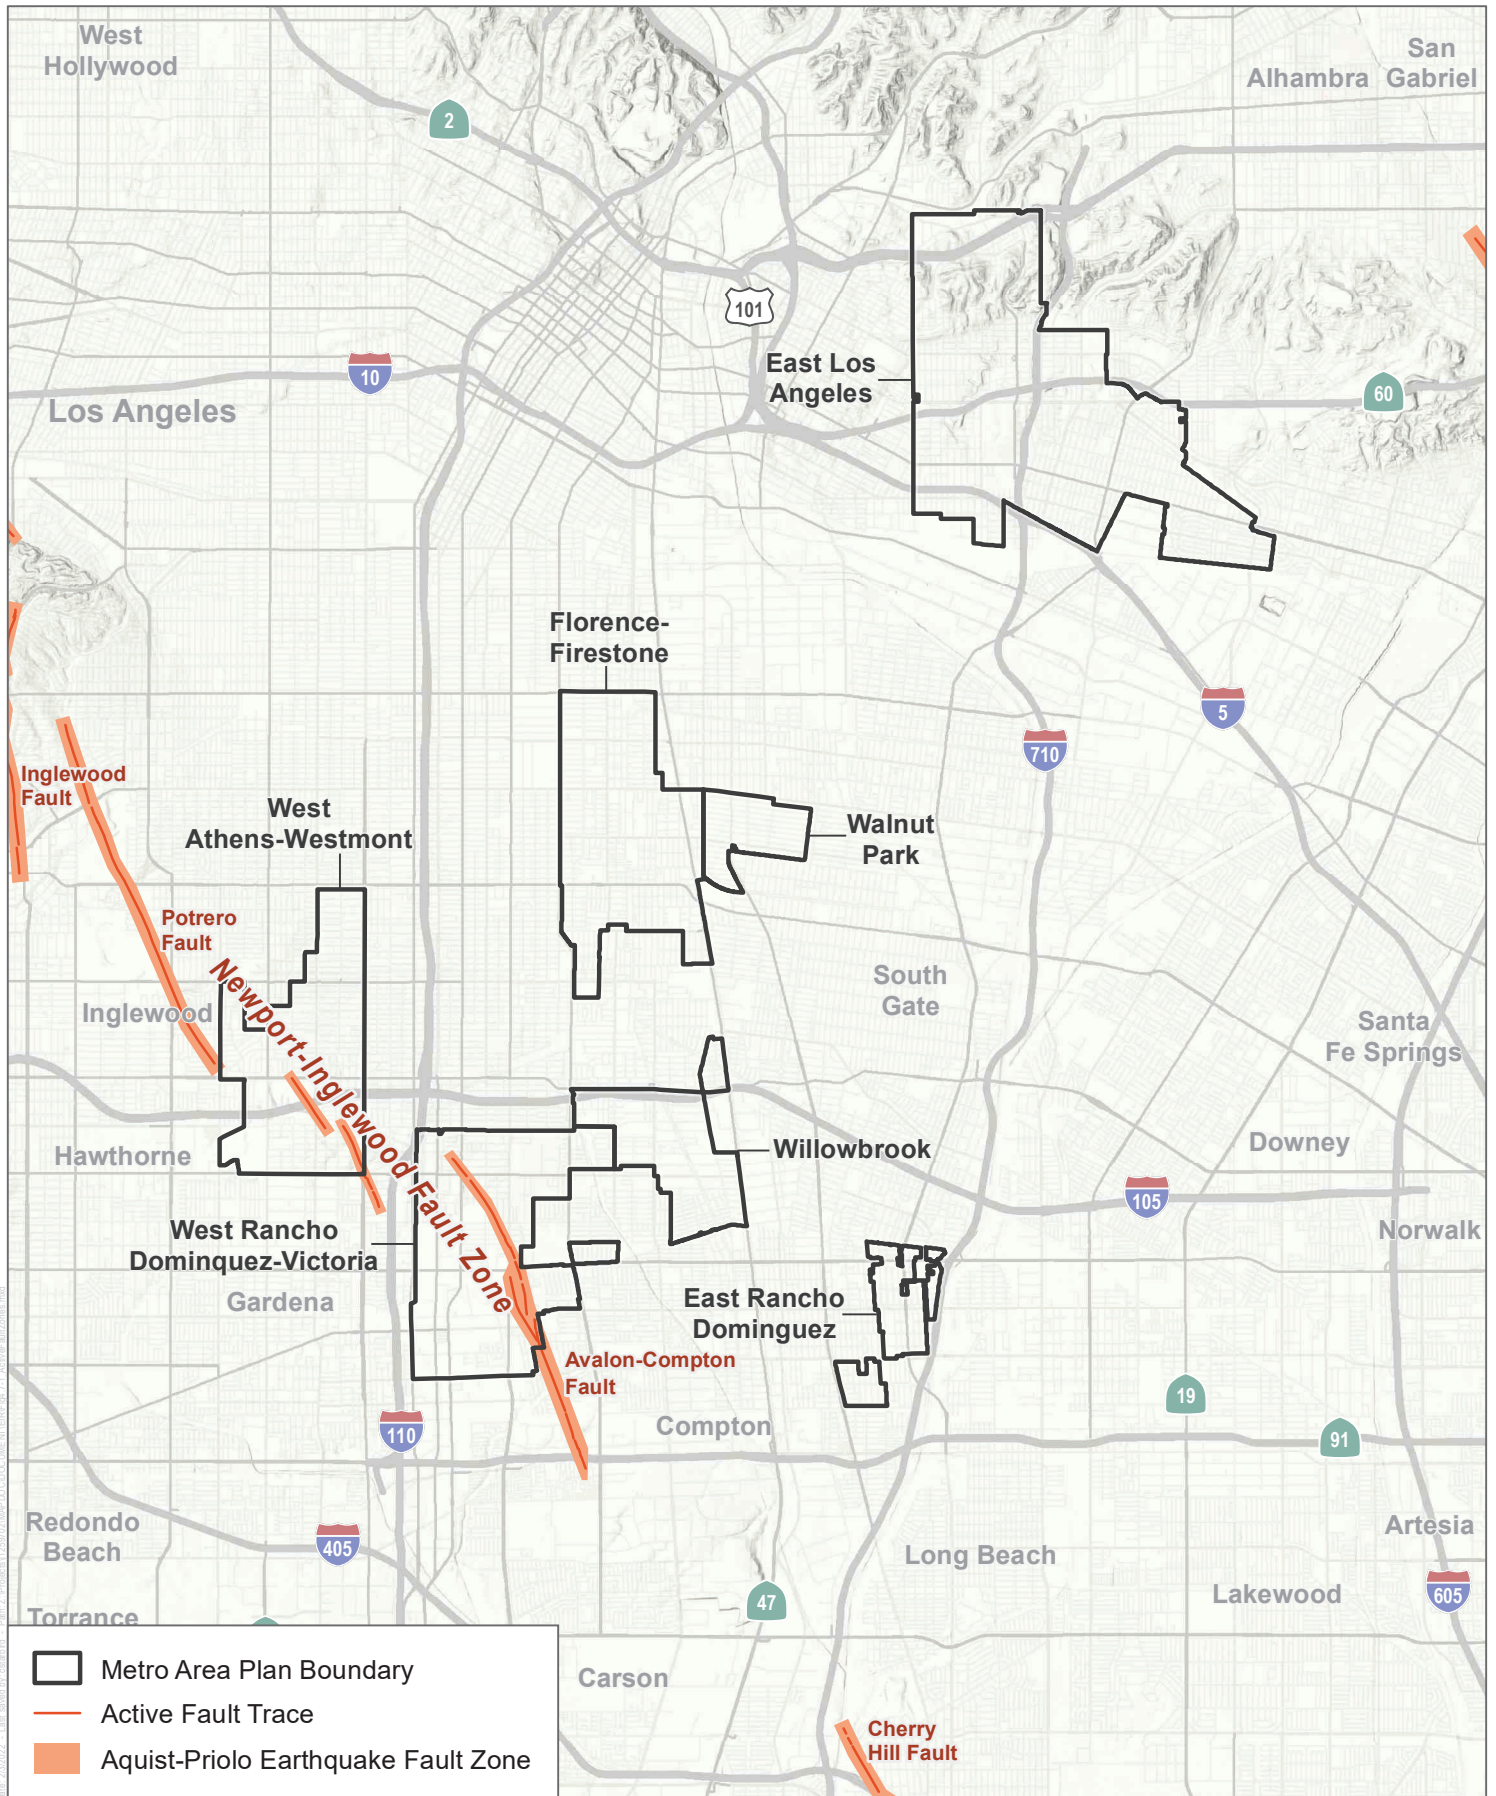 West
Hollywood
San
Alhambra Gabriel
2
101
East Los
Angeles
10
60
Los Angeles
Florence-
Firestone
5
710
Inglewood
Fault
West
Athens-Westmont
Walnut
Park
Potrero
Fault
Newport-Inglewood Fault Zone
South
Gate
Inglewood
Santa
Fe Springs
Hawthorne
Willowbrook
Downey
105
West Rancho
Dominquez-Victoria
Norwalk
Gardena
East Rancho
Dominguez
Avalon-Compton
Fault
19
110
Compton
91
Redondo
Beach
405
Artesia
Long Beach
47
Lakewood
605
Torrance
Carson
Cherry
Hill Fault
Metro Area Plan Boundary
Active Fault Trace
Aquist-Priolo Earthquake Fault Zone